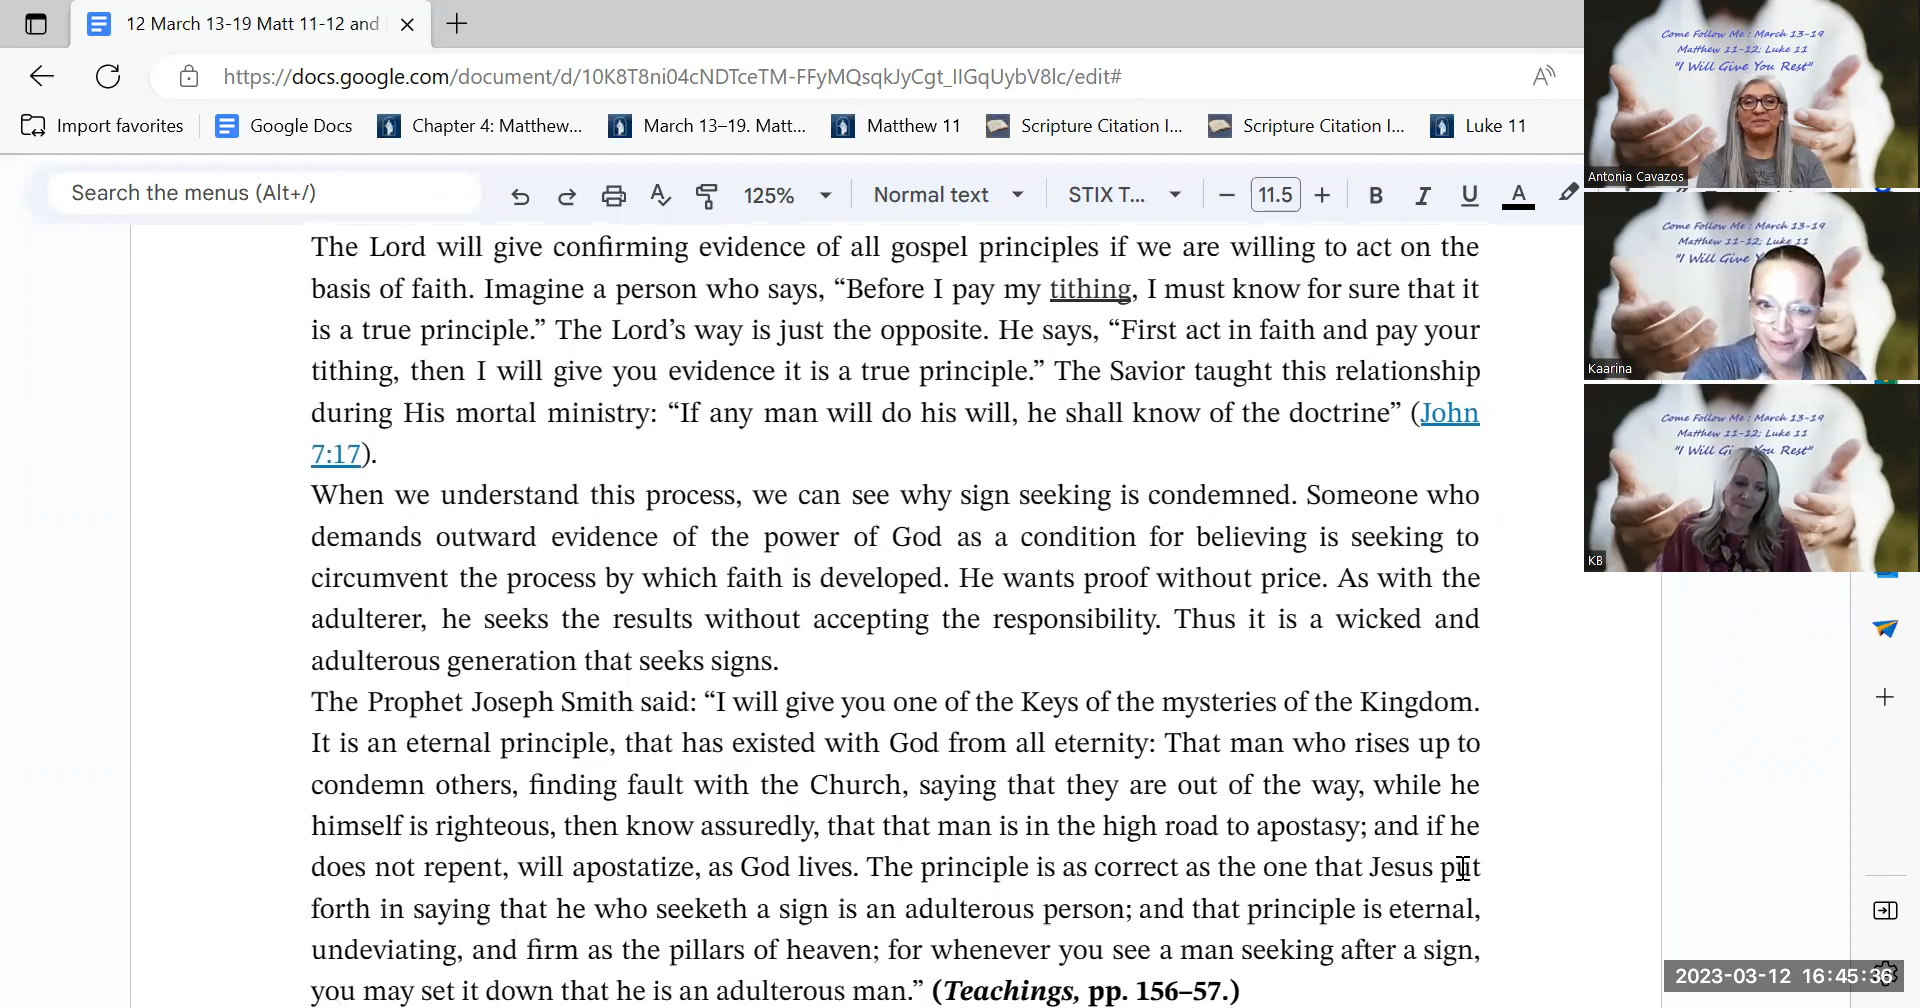 12 March 13-19 Matt 11-12 and
https://docs.google.com/document/d/10K8T8ni04cNDTceTM-FFyMQsqkJyCgt_IIGqUybV8lc/edit#
Import favorites
Google Docs
Chapter 4: Matthew...
March 13–19. Matt...
Matthew 11
Scripture Citation I...
Scripture Citation I...
Luke 11
Search the menus (Alt+/)
125%
Normal text
STIX T...
11.5
B I U A
The Lord will give confirming evidence of all gospel principles if we are willing to act on the
basis of faith. Imagine a person who says, “Before I pay my tithing, I must know for sure that it
is a true principle.” The Lord’s way is just the opposite. He says, “First act in faith and pay your
tithing, then I will give you evidence it is a true principle.” The Savior taught this relationship
during His mortal ministry: “If any man will do his will, he shall know of the doctrine” (John
7:17).
When we understand this process, we can see why sign seeking is condemned. Someone who
demands outward evidence of the power of God as a condition for believing is seeking to
circumvent the process by which faith is developed. He wants proof without price. As with the
adulterer, he seeks the results without accepting the responsibility. Thus it is a wicked and
adulterous generation that seeks signs.
The Prophet Joseph Smith said: “I will give you one of the Keys of the mysteries of the Kingdom.
It is an eternal principle, that has existed with God from all eternity: That man who rises up to
condemn others, finding fault with the Church, saying that they are out of the way, while he
himself is righteous, then know assuredly, that that man is in the high road to apostasy; and if he
does not repent, will apostatize, as God lives. The principle is as correct as the one that Jesus put
forth in saying that he who seeketh a sign is an adulterous person; and that principle is eternal,
undeviating, and firm as the pillars of heaven; for whenever you see a man seeking after a sign,
you may set it down that he is an adulterous man.” (Teachings, pp. 156–57.)
Come Follow Me: March 13-19
Matthew 11-12; Luke 11
"I Will Give You Rest"
Antonia Cavazos
Come Follow Me: March 13-19
Matthew 11-12; Luke 11
"I Will Give Y
Kaarina
Come Follow Me: March 13-19
Matthew 11-12; Luke 11
"I Will Gi You Rest"
KB
2023-03-12 16:45:36